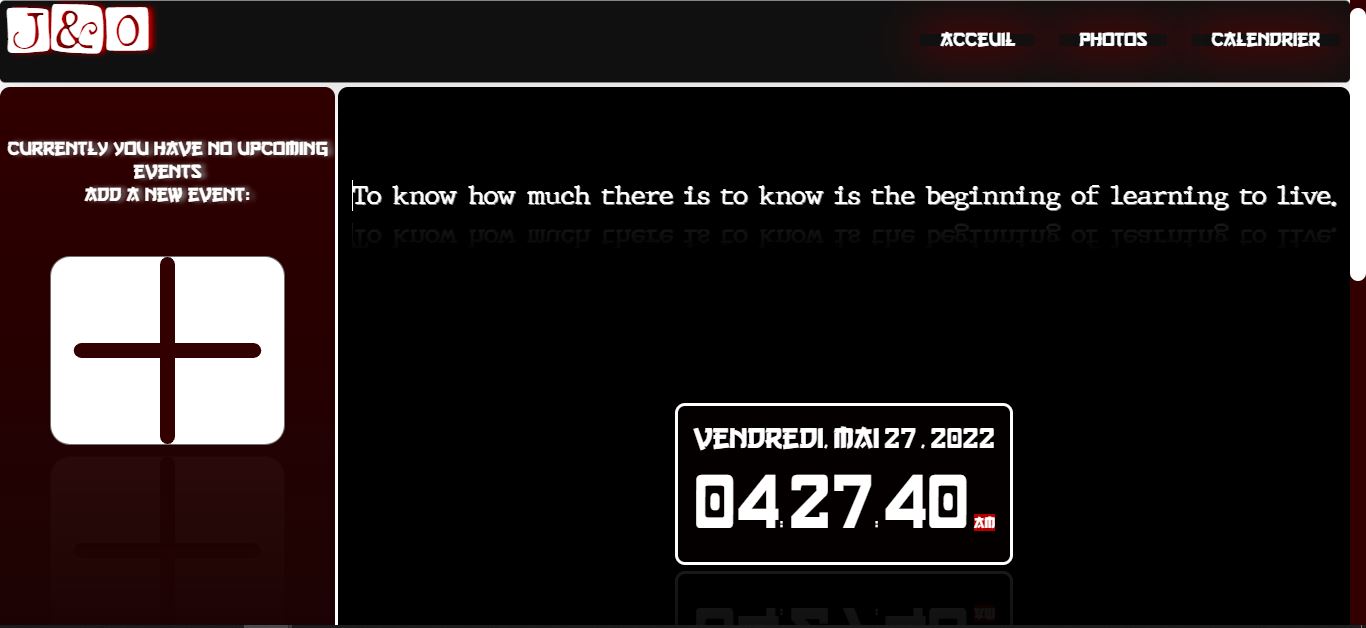 J&O
ACCEUIL PHOTOS CALENDRIER
CURRENTLY YOU HAVE NO UPCOMING
EVENTS
ADD A NEW EVENT:
To know how much there is to know is the beginning of learning to live.
VENDREDI, MAI 27 , 2022
04:27:40 AM